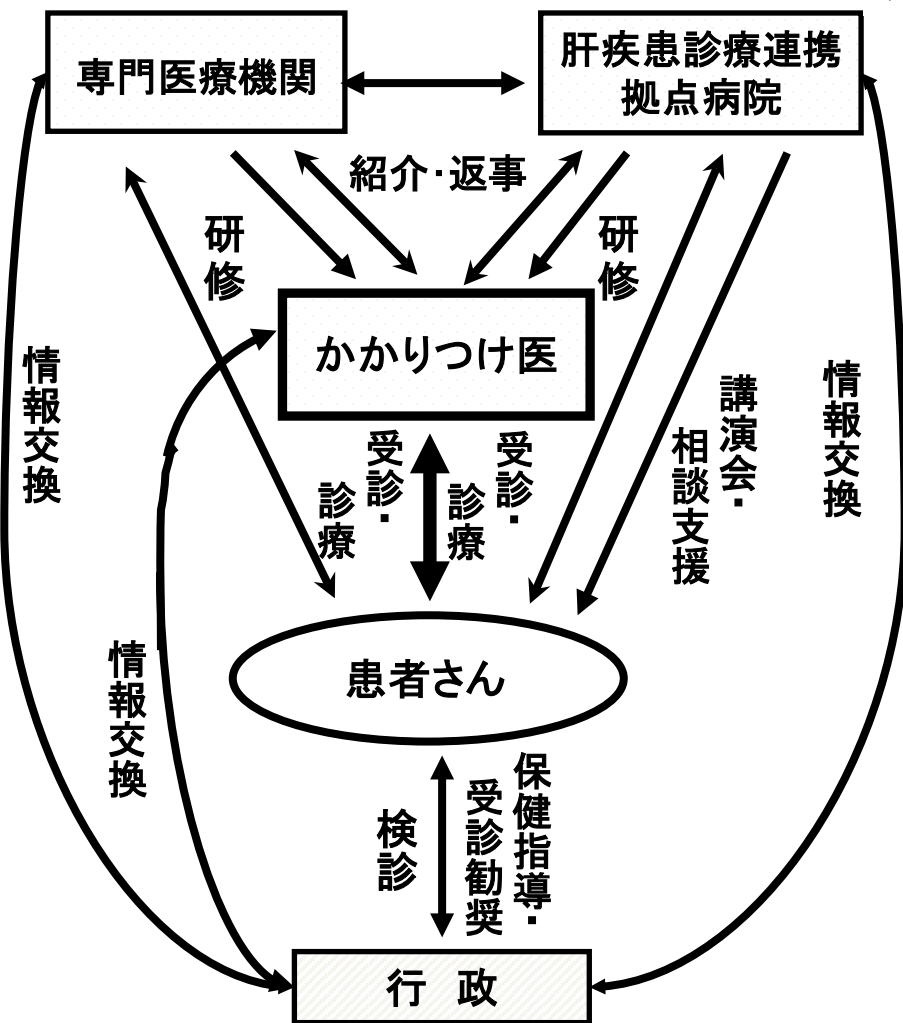 専門医療機関
肝疾患診療連携
拠点病院
紹介・返事
研修
研修
かかりつけ医
情報交換
情報交換
講演会・
相談支援
受診・
診療
受診・
診療
患者さん
情報交換
検診
保健指導・
受診勧奨
行 政